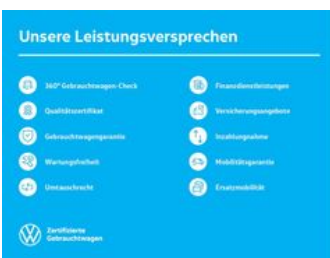 Unsere Leistungsversprechen
360° Gebrauchtwagen-Check
Qualitätszertifikat
Gebrauchtwagengarantie
Wartungsfreiheit
Umtauschrecht
Finanzdienstleistungen
Versicherungsangebote
Inzahlungnahme
Mobilitätsgarantie
Ersatzmobilität
Zertifizierte
Gebrauchtwagen